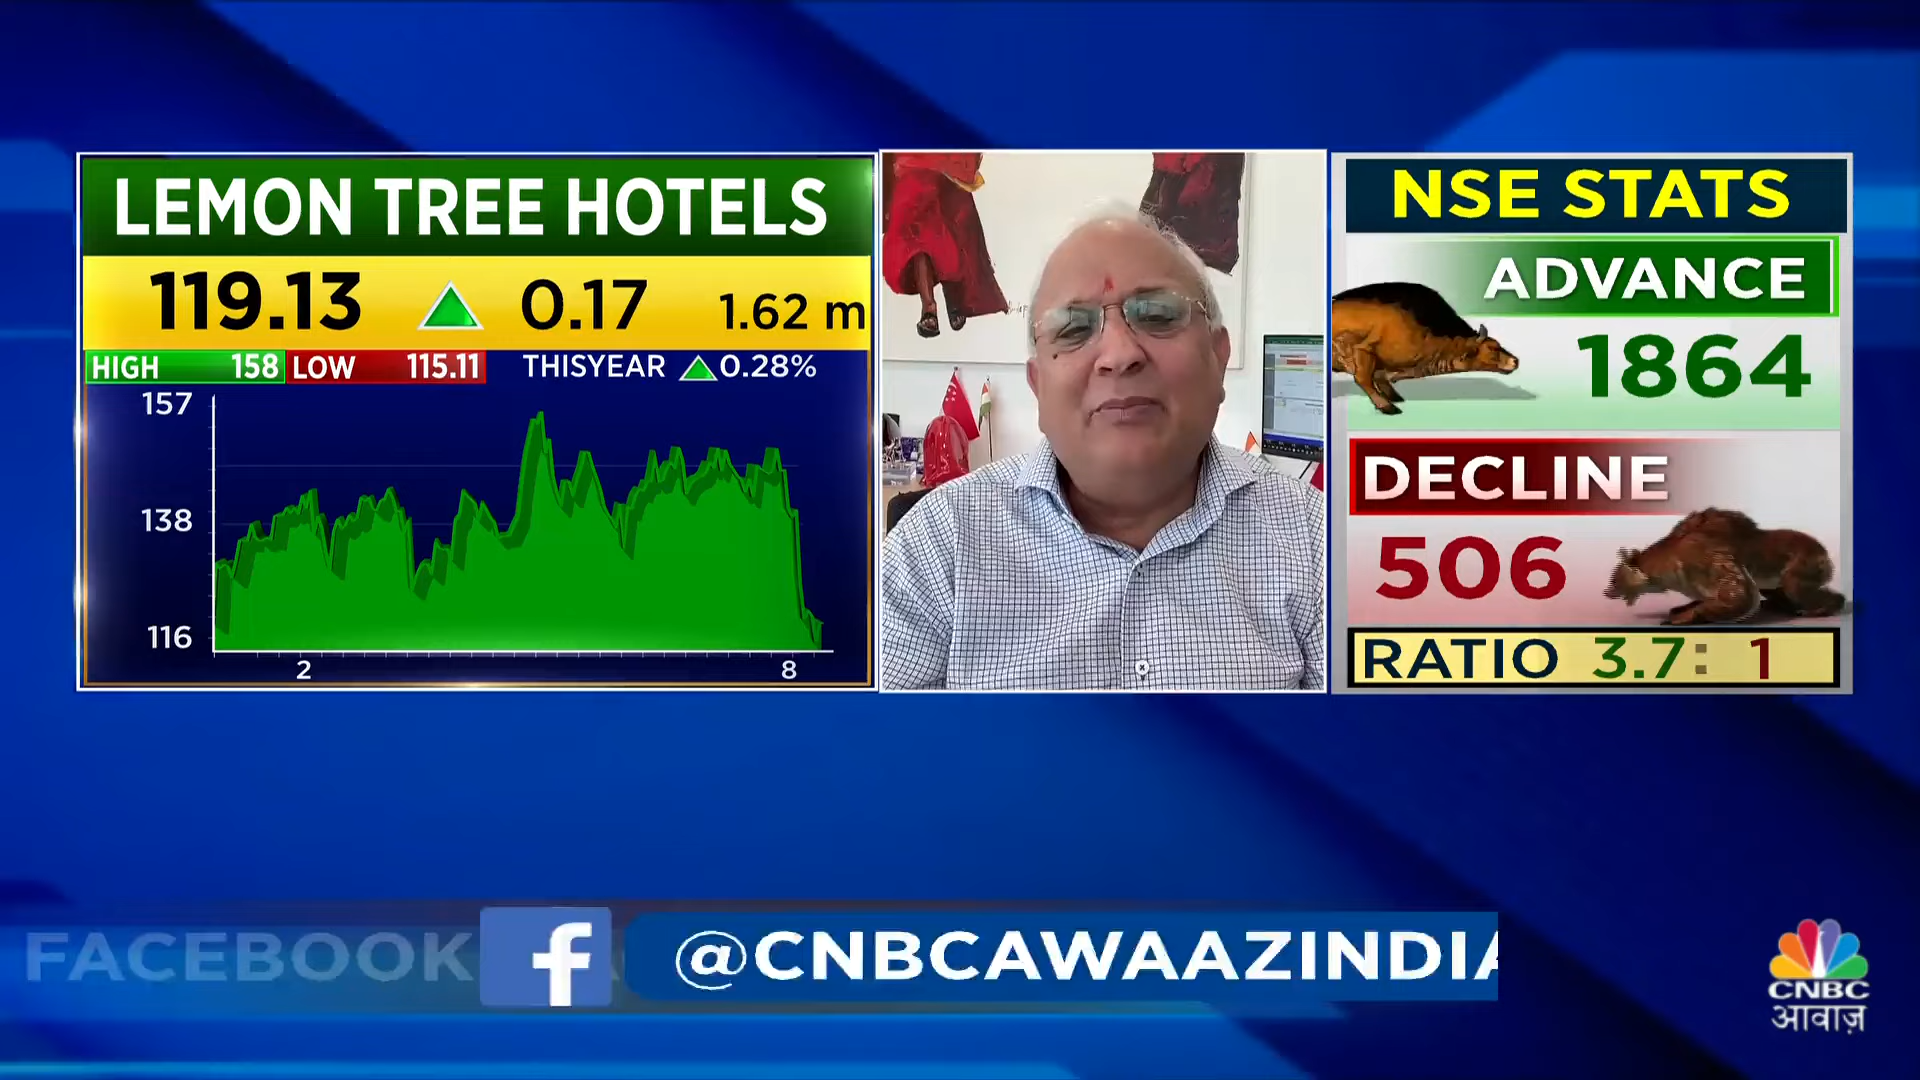 LEMON TREE HOTELS
119.13 0.17 1.62 m
HIGH 158 LOW 115.11 THISYEAR 0.28%
157
138
116
2 8
NSE STATS
ADVANCE
1864
DECLINE
506
RATIO 3.7: 1
FACEBOOK f @CNBCAWAAZINDIA
CNBC
आवाज़